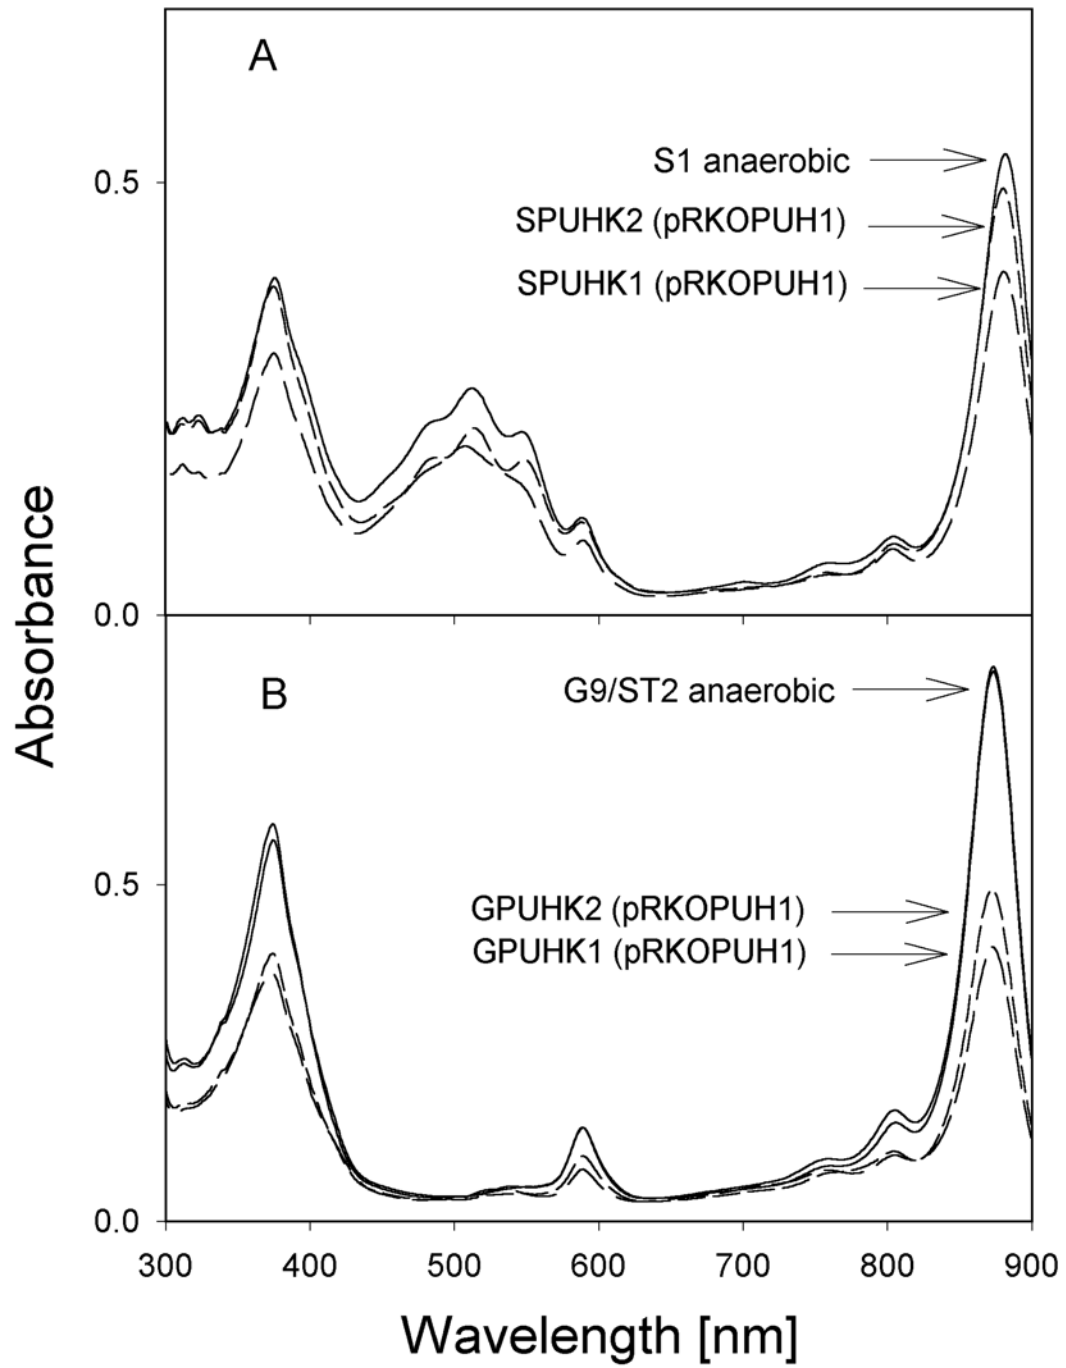 A
S1 anaerobic
SPUHK2 (pRKOPUH1)
SPUHK1 (pRKOPUH1)
0.5
0.0
Absorbance
B
G9/ST2 anaerobic
GPUHK2 (pRKOPUH1)
GPUHK1 (pRKOPUH1)
0.5
0.0
300 400 500 600 700 800 900
Wavelength [nm]